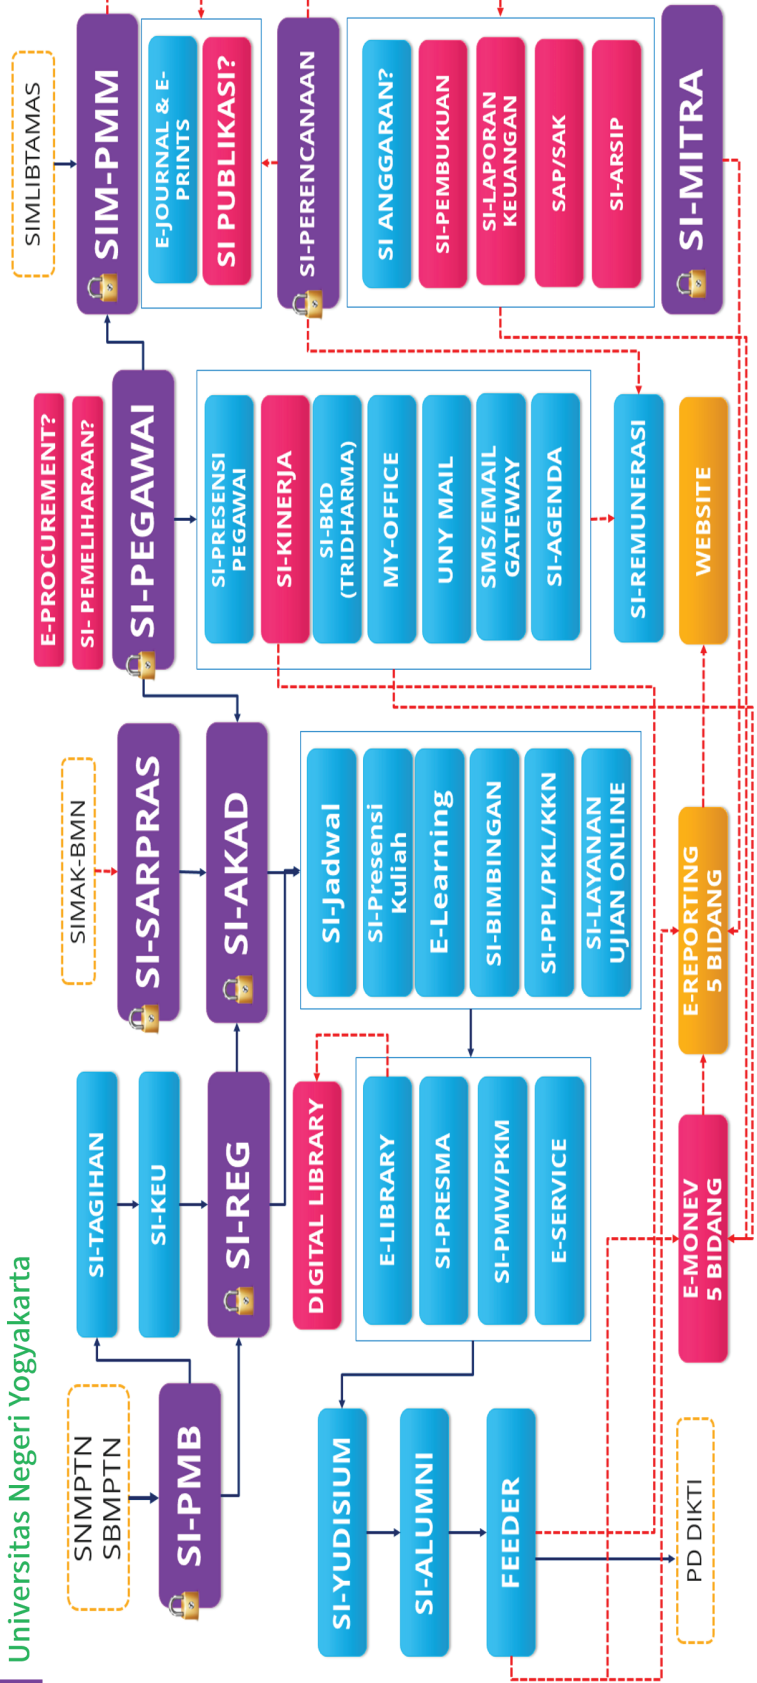 Universitas Negeri Yogyakarta
SNMPTN
SBMPTN
SI-PMB
SI-TAGIHAN
SI-KEU
SI-REG
SIMAK-BMN
SI-SARPRAS
SI-AKAD
E-PROCUREMENT?
SI- PEMELIHARAAN?
SI-PEGAWAI
SIMLIBTAMAS
SIM-PMM
E-JOURNAL & E-
PRINTS
SI PUBLIKASI?
SI-PERENCANAAN
SI ANGGARAN?
SI-PEMBUKUAN
SI-LAPORAN
KEUANGAN
SAP/SAK
SI-ARSIP
SI-MITRA
SI-PRESENSI
PEGAWAI
SI-KINERJA
SI-BKD
(TRIDHARMA)
MY-OFFICE
UNY MAIL
SMS/EMAIL
GATEWAY
SI-AGENDA
SI-REMUNERASI
WEBSITE
SI-Jadwal
SI-Presensi
Kuliah
E-Learning
SI-BIMBINGAN
SI-PPL/PKL/KKN
SI-LAYANAN
UJIAN ONLINE
DIGITAL LIBRARY
E-LIBRARY
SI-PRESMA
SI-PMW/PKM
E-SERVICE
SI-YUDISIUM
SI-ALUMNI
FEEDER
PD DIKTI
E-MONEV
5 BIDANG
E-REPORTING
5 BIDANG